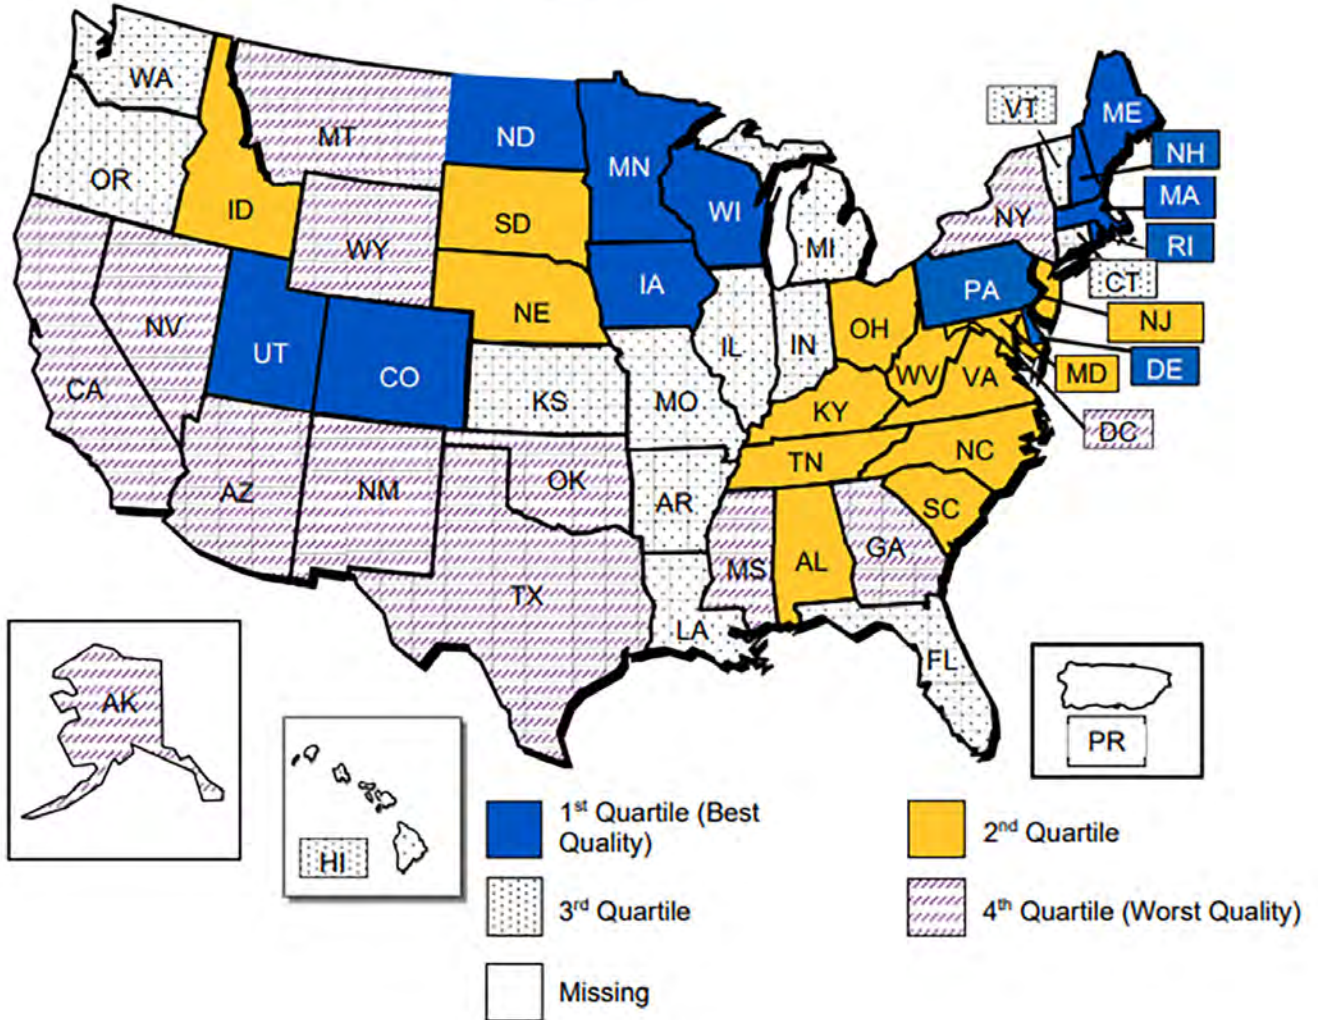 WA
MT
ND
MN
VT
ME
NH
OR
ID
SD
WI
MI
NY
MA
RI
WY
CT
NE
IA
PA
NJ
NV
UT
CO
IL
IN
OH
DE
MD
CA
KS
MO
KY
WV
VA
DC
AZ
NM
OK
AR
TN
NC
SC
TX
MS
AL
GA
LA
FL
AK
HI
PR
1st Quartile (Best
Quality)
2nd Quartile
3rd Quartile
4th Quartile (Worst Quality)
Missing